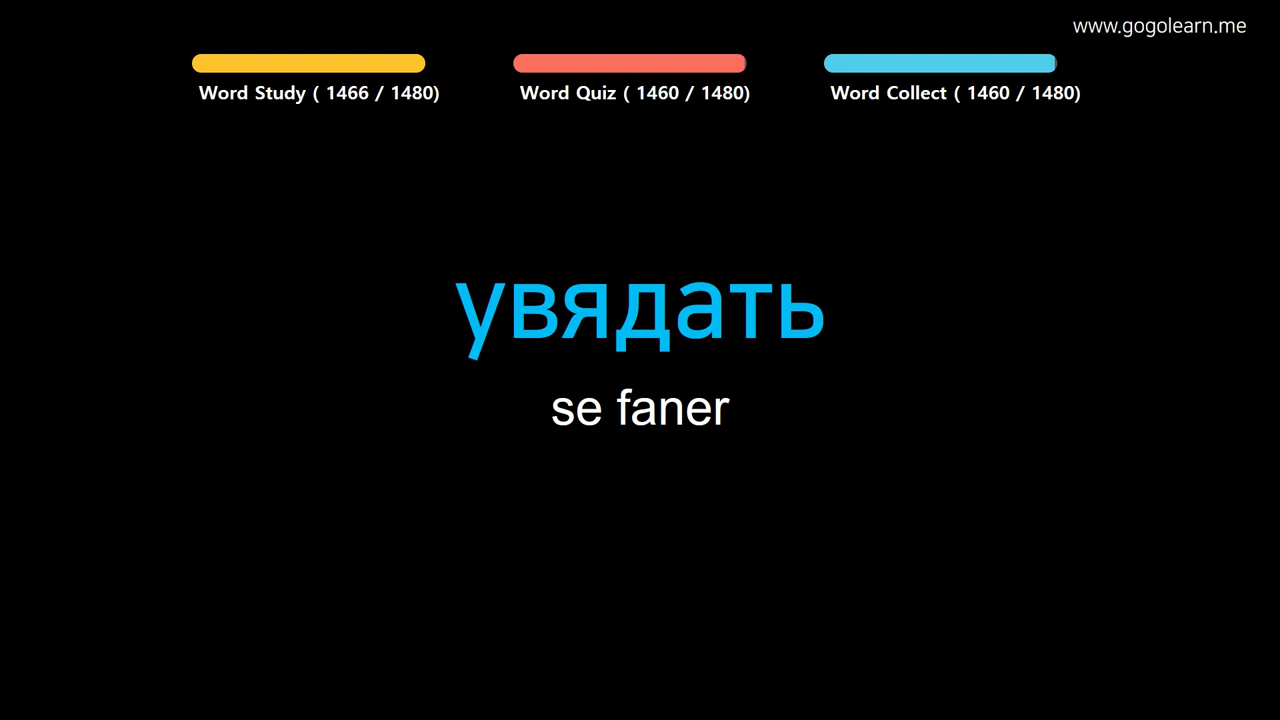 www.gogolearn.me
Word Study ( 1466 / 1480)
Word Quiz ( 1460 / 1480)
Word Collect ( 1460 / 1480)
увядать
se faner